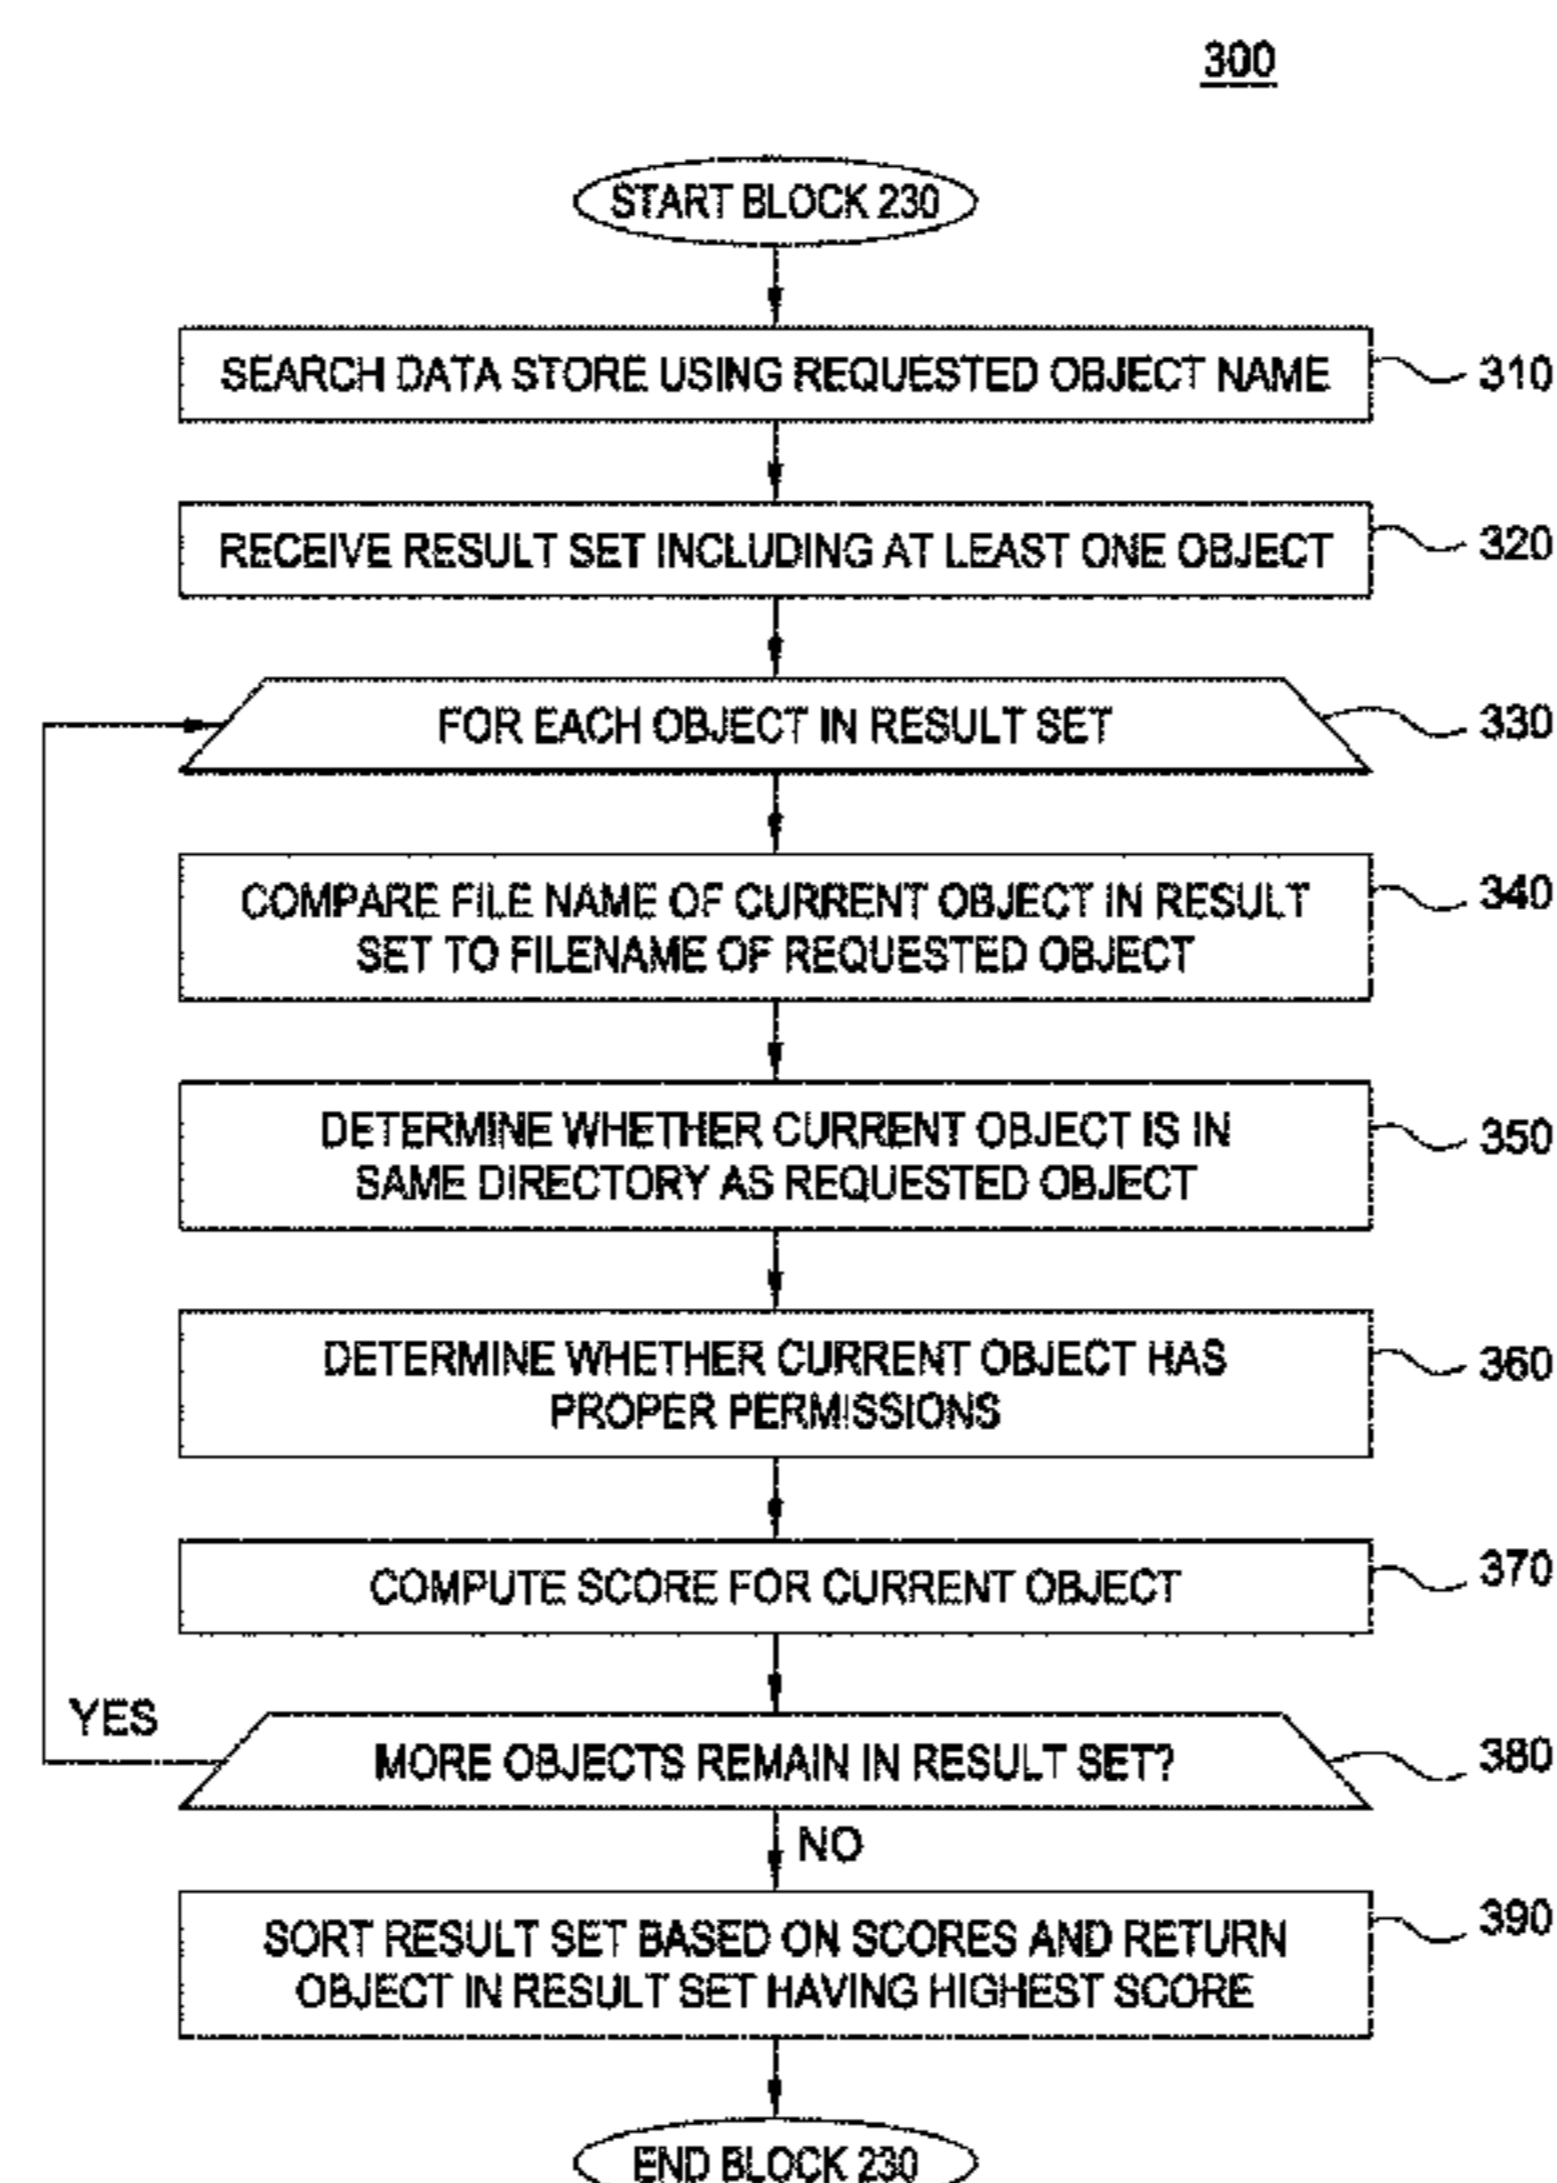 300
START BLOCK 230
SEARCH DATA STORE USING REQUESTED OBJECT NAME
310
RECEIVE RESULT SET INCLUDING AT LEAST ONE OBJECT
320
FOR EACH OBJECT IN RESULT SET
330
COMPARE FILE NAME OF CURRENT OBJECT IN RESULT
SET TO FILENAME OF REQUESTED OBJECT
340
DETERMINE WHETHER CURRENT OBJECT IS IN
SAME DIRECTORY AS REQUESTED OBJECT
350
DETERMINE WHETHER CURRENT OBJECT HAS
PROPER PERMISSIONS
360
COMPUTE SCORE FOR CURRENT OBJECT
370
YES
MORE OBJECTS REMAIN IN RESULT SET?
380
NO
SORT RESULT SET BASED ON SCORES AND RETURN
OBJECT IN RESULT SET HAVING HIGHEST SCORE
390
END BLOCK 230